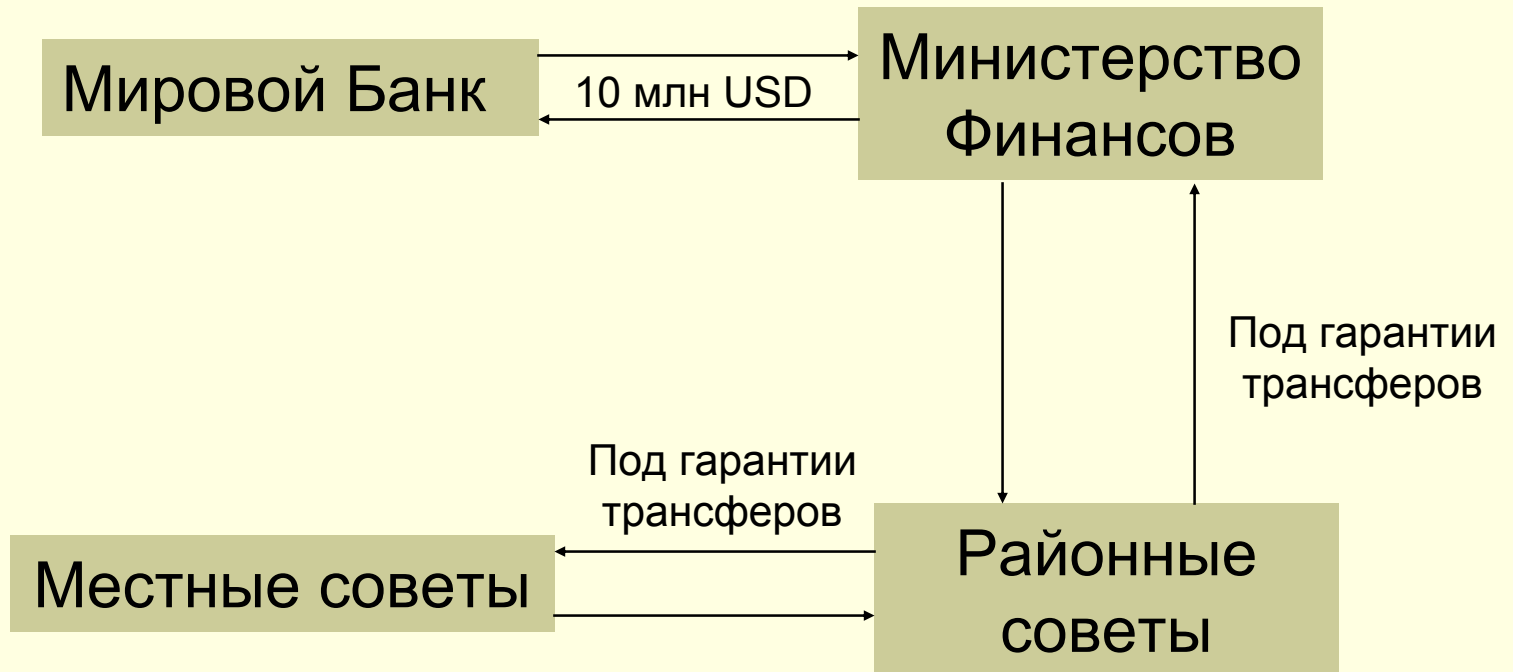 Мировой Банк
10 млн USD
Министерство
Финансов
Под гарантии
трансферов
Под гарантии
трансферов
Местные советы
Районные
советы